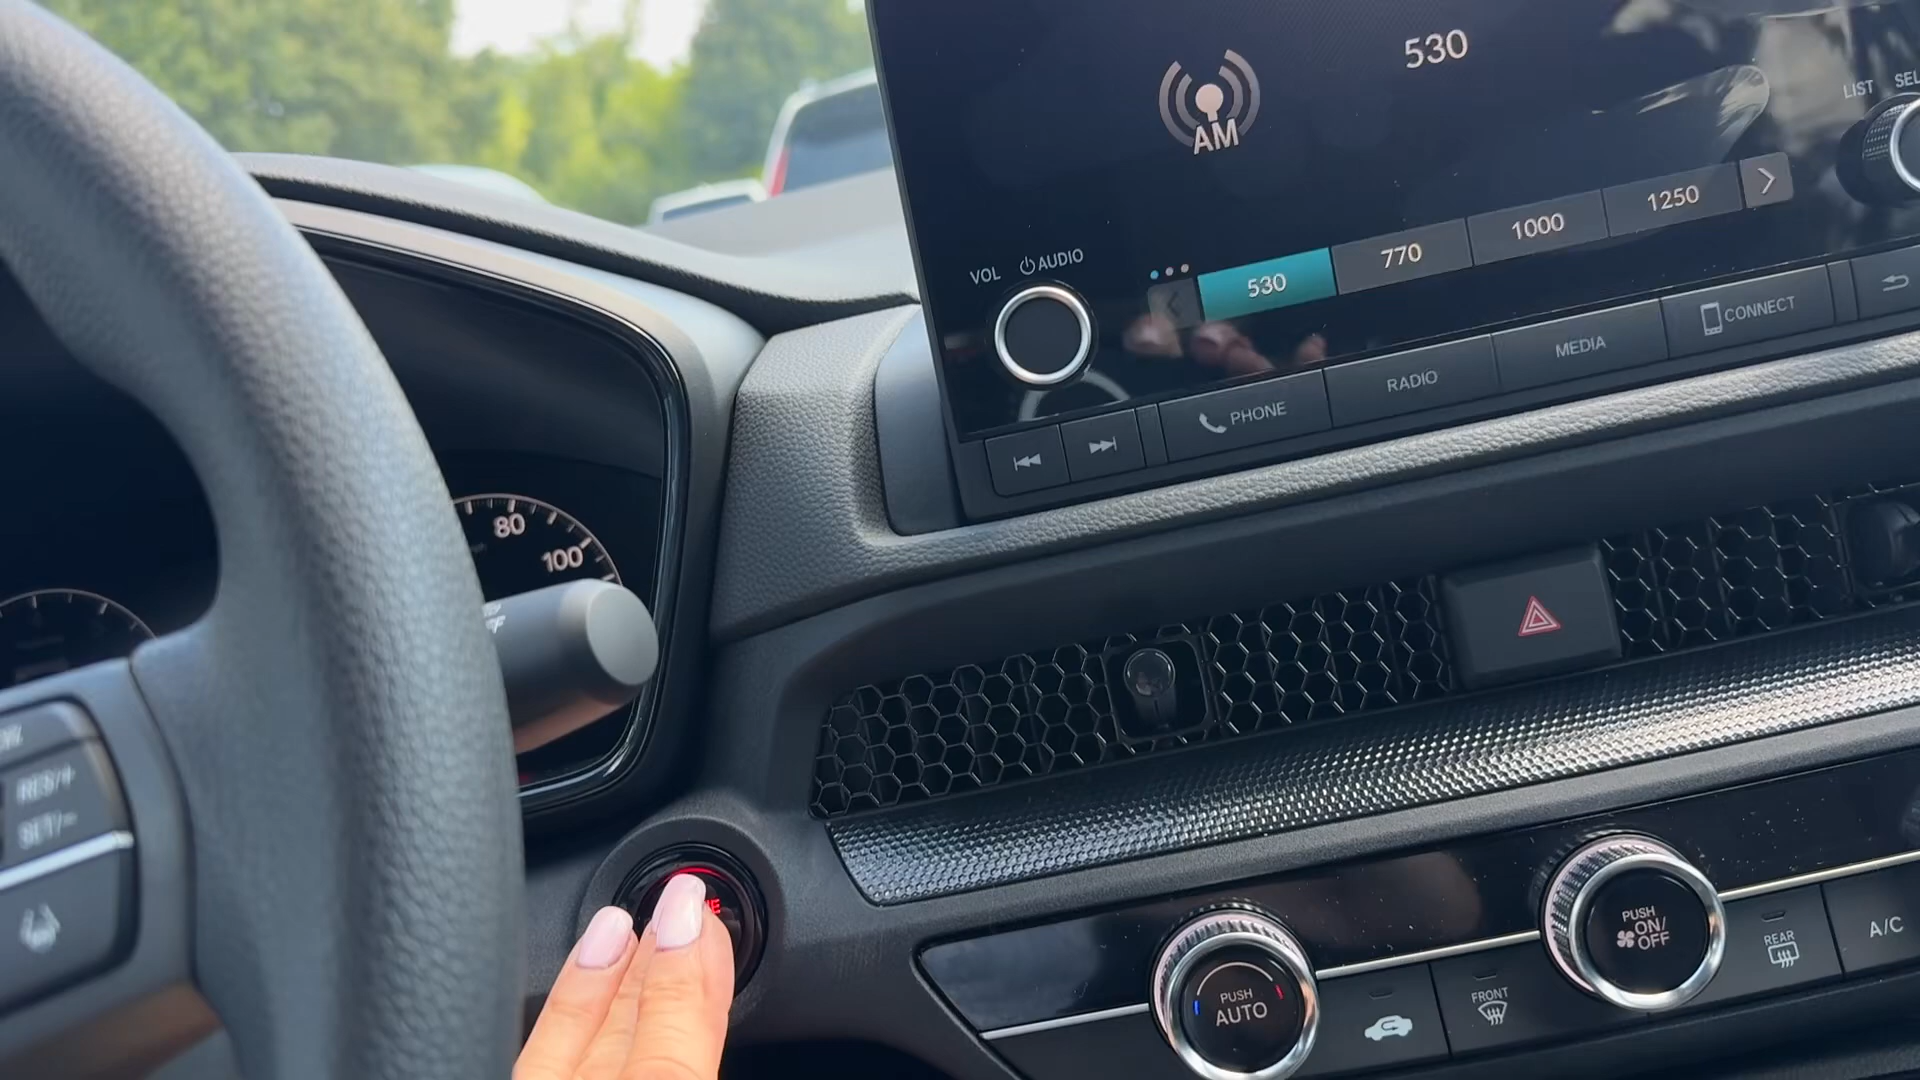 530
AM
LIST
VOL
AUDIO
530
770
1000
1250
PHONE
RADIO
MEDIA
CONNECT
80
100
RES/+
SET/-
PUSH
AUTO
FRONT
PUSH
ON/
OFF
REAR
A/C